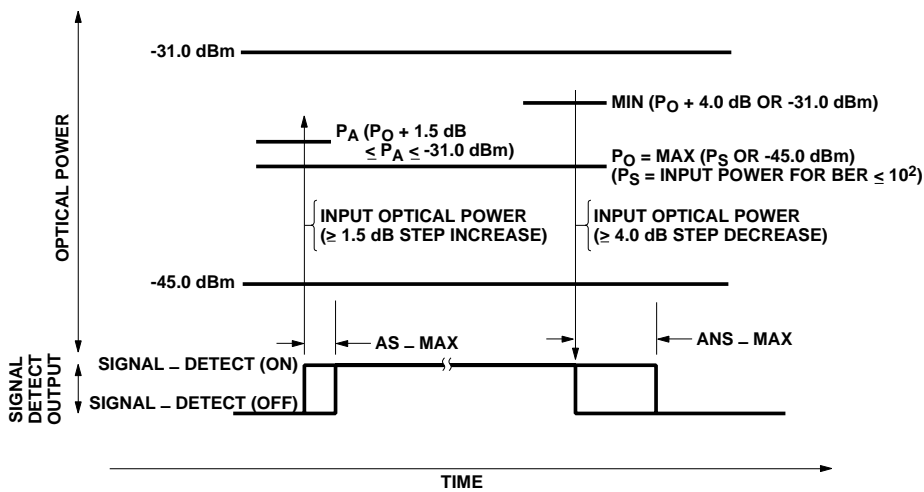 -31.0 dBm
MIN (PO + 4.0 dB OR -31.0 dBm)
PA (PO + 1.5 dB
≤ PA ≤ -31.0 dBm)
PO = MAX (PS OR -45.0 dBm)
(PS = INPUT POWER FOR BER ≤ 10²)
OPTICAL POWER
INPUT OPTICAL POWER
(≥ 1.5 dB STEP INCREASE)
INPUT OPTICAL POWER
(≥ 4.0 dB STEP DECREASE)
-45.0 dBm
AS – MAX
ANS – MAX
SIGNAL
DETECT
OUTPUT
SIGNAL – DETECT (ON)
SIGNAL – DETECT (OFF)
TIME